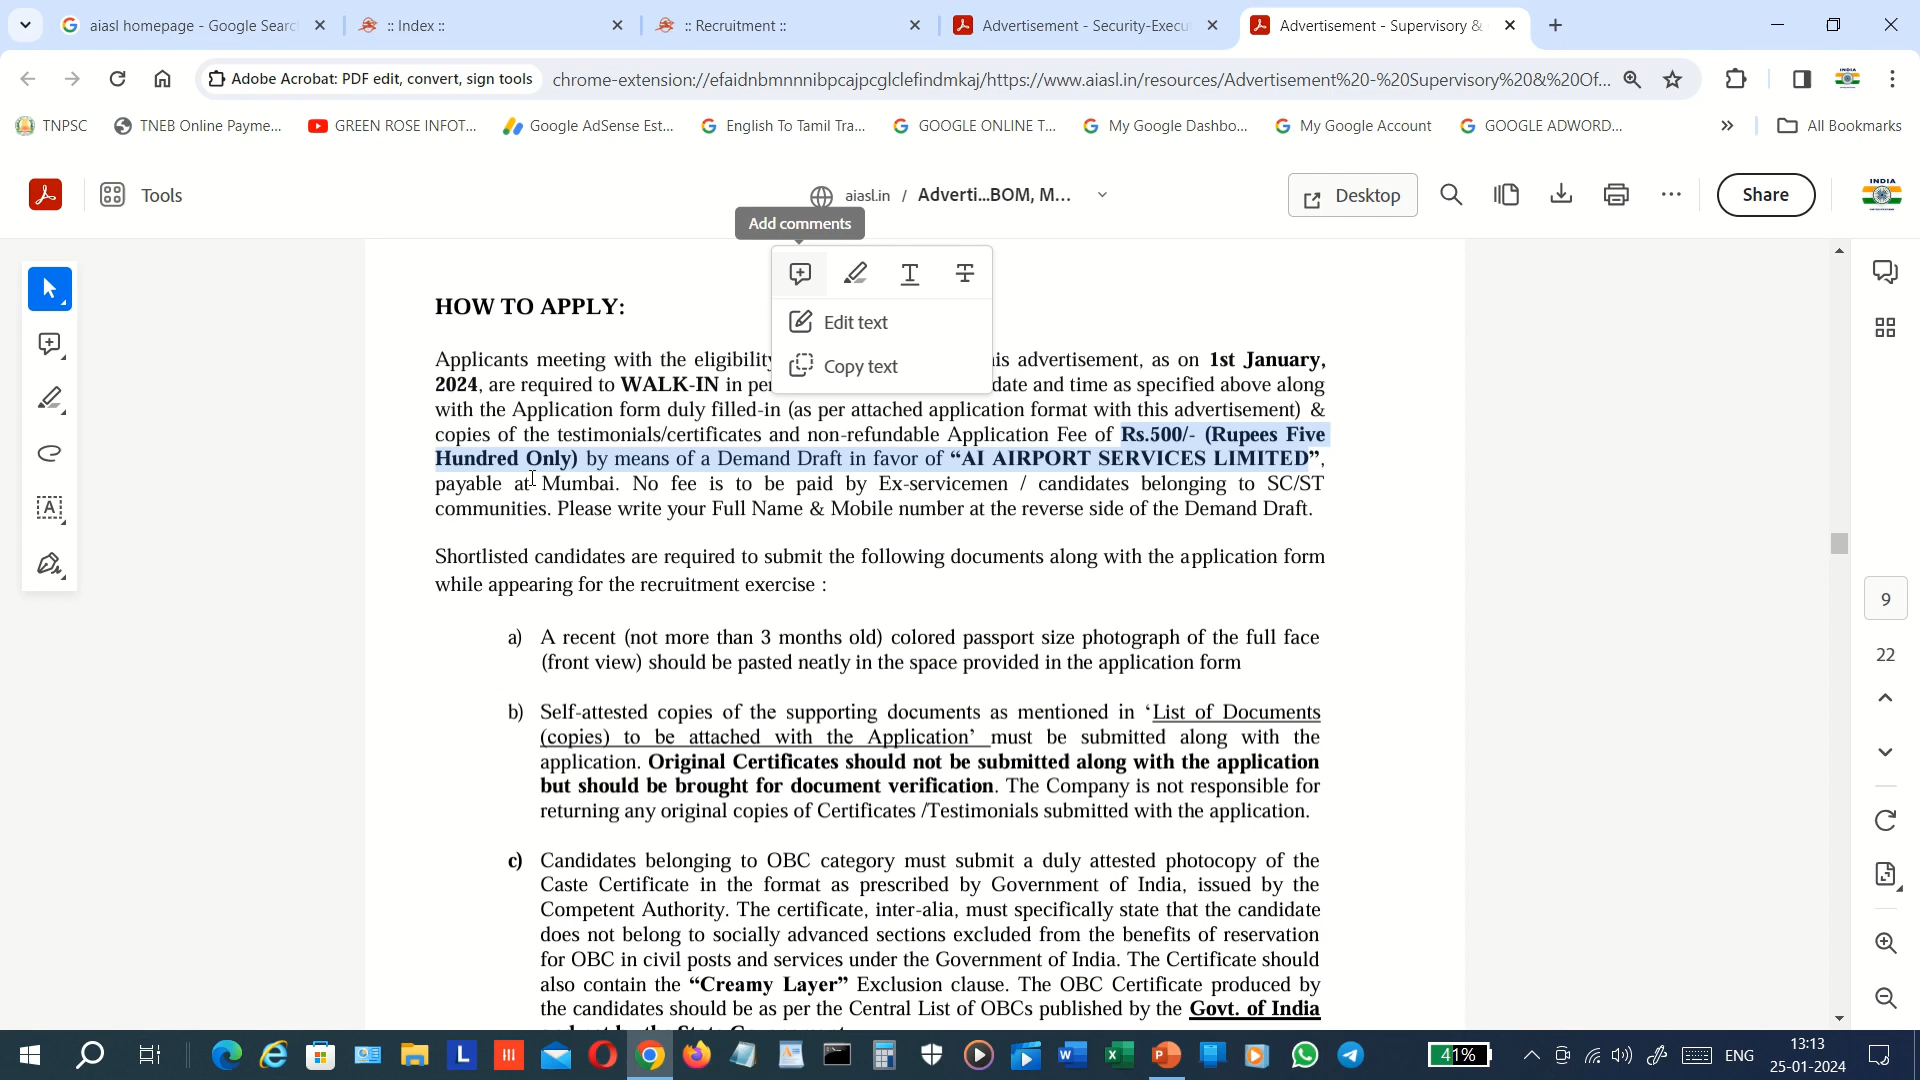 aiasl homepage - Google Searc
:: Index ::
:: Recruitment ::
Advertisement - Security-Execu
Advertisement - Supervisory &
Adobe Acrobat: PDF edit, convert, sign tools
chrome-extension://efaidnbmnnnibpcajpcglclefindmkaj/https://www.aiasl.in/resources/Advertisement%20-%20Supervisory%20&%20Of...
TNPSC
TNEB Online Payme...
GREEN ROSE INFOT...
Google AdSense Est...
English To Tamil Tra...
GOOGLE ONLINE T...
My Google Dashbo...
My Google Account
GOOGLE ADWORD...
All Bookmarks
Tools
aiasl.in / Adverti...BOM, M...
Desktop
Share
INDIA
Add comments
Edit text
Copy text
HOW TO APPLY:
Applicants meeting with the eligibility
is advertisement, as on 1st January,
2024, are required to WALK-IN in per
date and time as specified above along
with the Application form duly filled-in (as per attached application format with this advertisement) &
copies of the testimonials/certificates and non-refundable Application Fee of Rs.500/- (Rupees Five
Hundred Only) by means of a Demand Draft in favor of “AI AIRPORT SERVICES LIMITED”,
payable at Mumbai. No fee is to be paid by Ex-servicemen / candidates belonging to SC/ST
communities. Please write your Full Name & Mobile number at the reverse side of the Demand Draft.
Shortlisted candidates are required to submit the following documents along with the application form
while appearing for the recruitment exercise :
a) A recent (not more than 3 months old) colored passport size photograph of the full face
(front view) should be pasted neatly in the space provided in the application form
b) Self-attested copies of the supporting documents as mentioned in ‘List of Documents
(copies) to be attached with the Application’ must be submitted along with the
application. Original Certificates should not be submitted along with the application
but should be brought for document verification. The Company is not responsible for
returning any original copies of Certificates /Testimonials submitted with the application.
c) Candidates belonging to OBC category must submit a duly attested photocopy of the
Caste Certificate in the format as prescribed by Government of India, issued by the
Competent Authority. The certificate, inter-alia, must specifically state that the candidate
does not belong to socially advanced sections excluded from the benefits of reservation
for OBC in civil posts and services under the Government of India. The Certificate should
also contain the “Creamy Layer” Exclusion clause. The OBC Certificate produced by
the candidates should be as per the Central List of OBCs published by the Govt. of India
9
22
41%
ENG
13:13
25-01-2024